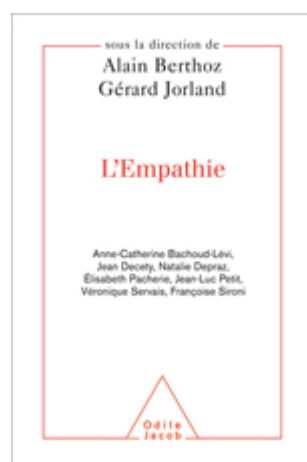 sous la direction de
Alain Berthoz
Gérard Jorland
L'Empathie
Anne-Catherine Bachoud-Lévi,
Jean Decety, Natalie Depraz,
Élisabeth Pacherie, Jean-Luc Petit,
Véronique Servais, Françoise Sironi
Odile
Jacob